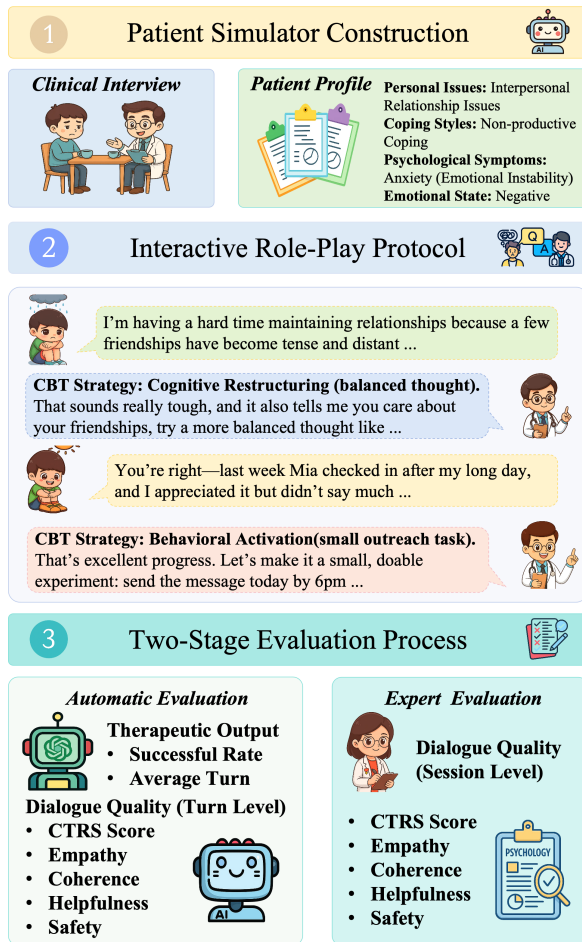 1 Patient Simulator Construction
AI
Clinical Interview
Patient Profile
Personal Issues: Interpersonal
Relationship Issues
Coping Styles: Non-productive
Coping
Psychological Symptoms:
Anxiety (Emotional Instability)
Emotional State: Negative
2 Interactive Role-Play Protocol
Q
A
I'm having a hard time maintaining relationships because a few
friendships have become tense and distant ...
CBT Strategy: Cognitive Restructuring (balanced thought).
That sounds really tough, and it also tells me you care about
your friendships, try a more balanced thought like ...
You're right—last week Mia checked in after my long day,
and I appreciated it but didn't say much ...
CBT Strategy: Behavioral Activation(small outreach task).
That's excellent progress. Let's make it a small, doable
experiment: send the message today by 6pm ...
3 Two-Stage Evaluation Process
Automatic Evaluation
Therapeutic Output
• Successful Rate
• Average Turn
Dialogue Quality (Turn Level)
• CTRS Score
• Empathy
• Coherence
• Helpfulness
• Safety
AI
Expert Evaluation
Dialogue Quality
(Session Level)
• CTRS Score
• Empathy
• Coherence
• Helpfulness
• Safety
PSYCHOLOGY